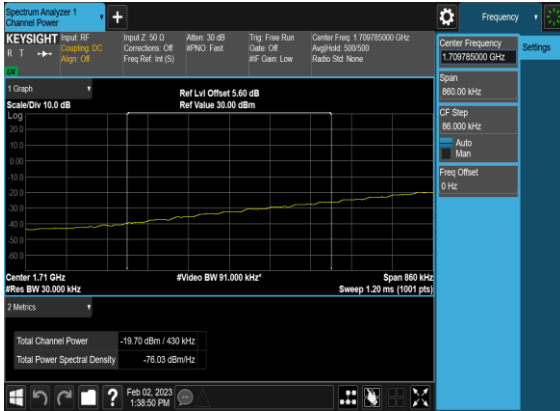 Spectrum Analyzer 1
Channel Power
Frequency
KEYSIGHT
R T
Input: RF
Coupling: DC
Align: Off
Input Z: 50 Ω
Corrections: Off
Freq Ref: Int (S)
Atten: 30 dB
#PNO: Fast
Trig: Free Run
Gate: Off
#IF Gain: Low
Center Freq: 1.709785000 GHz
Avg|Hold: 500/500
Radio Std: None
Center Frequency
1.709785000 GHz
Settings
Span
860.00 kHz
CF Step
86.000 kHz
Auto
Man
Freq Offset
0 Hz
1 Graph
Scale/Div 10.0 dB
Ref Lvl Offset 5.60 dB
Ref Value 30.00 dBm
Log
20.0
10.0
0.00
-10.0
-20.0
-30.0
-40.0
-50.0
-60.0
Center 1.71 GHz
#Video BW 91.000 kHz*
Span 860 kHz
#Res BW 30.000 kHz
Sweep 1.20 ms (1001 pts)
2 Metrics
Total Channel Power
-19.70 dBm / 430 kHz
Total Power Spectral Density
-76.03 dBm/Hz
?
Feb 02, 2023
1:38:50 PM